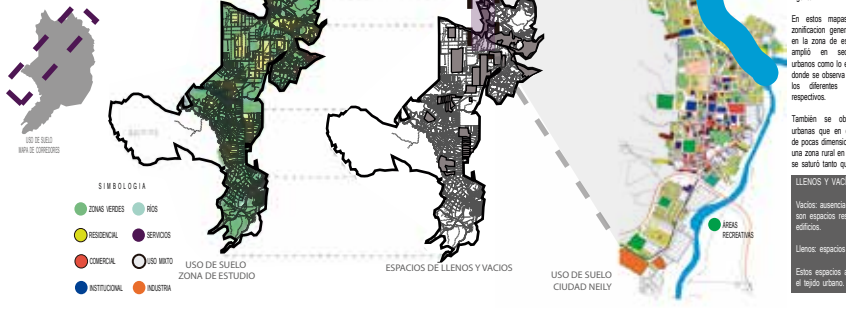 USO DE SUELO
MAPA DE CORREDORES
SIMBOLOGIA
ZONAS VERDES
RÍOS
RESIDENCIAL
SERVICIOS
COMERCIAL
USO MIXTO
INSTITUCIONAL
INDUSTRIA
USO DE SUELO
ZONA DE ESTUDIO
ESPACIOS DE LLENOS Y VACIOS
USO DE SUELO
CIUDAD NEILY
ÁREAS
RECREATIVAS
En estos mapas
zonificacion gener
en la zona de es
amplió en sec
urbanos como lo e
donde se observa
los diferentes
respectivos.
También se ob
urbanas que en
de pocas dimensio
una zona rural en
se saturó tanto qu
LLENOS Y VACI
Vacíos: ausencia
son espacios res
edificios.
Llenos: espacios
Estos espacios a
el tejido urbano.